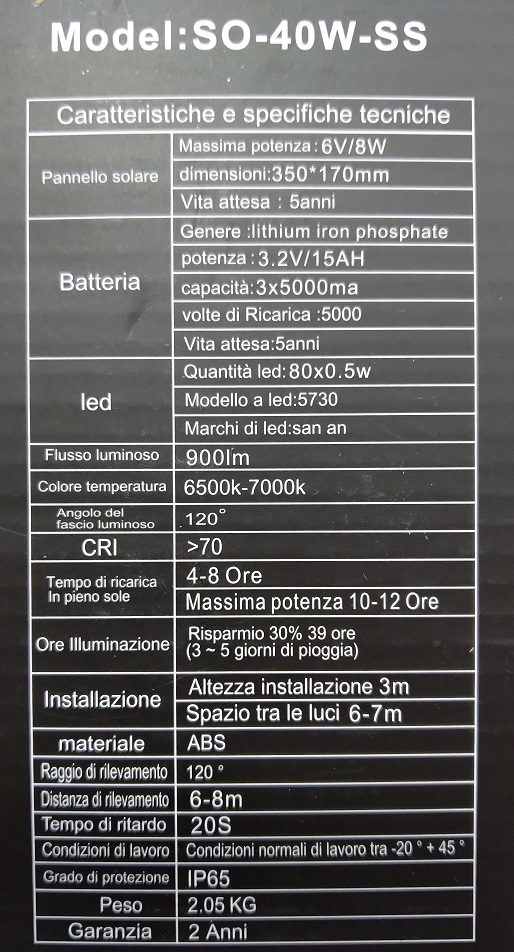 Model:SO-40W-SS
Caratteristiche e specifiche tecniche
Pannello solare
Massima potenza : 6V/8W
dimensioni:350*170mm
Vita attesa : 5anni
Batteria
Genere :lithium iron phosphate
potenza : 3.2V/15AH
capacità:3x5000ma
volte di Ricarica :5000
Vita attesa:5anni
led
Quantità led:80x0.5w
Modello a led:5730
Marchi di led:san an
Flusso luminoso 900lm
Colore temperatura 6500k-7000k
Angolo del
fascio luminoso 120°
CRI >70
Tempo di ricarica
In pieno sole
4-8 Ore
Massima potenza 10-12 Ore
Ore Illuminazione
Risparmio 30% 39 ore
(3 ~ 5 giorni di pioggia)
Installazione
Altezza installazione 3m
Spazio tra le luci 6-7m
materiale ABS
Raggio di rilevamento 120 °
Distanza di rilevamento 6-8m
Tempo di ritardo 20S
Condizioni di lavoro Condizioni normali di lavoro tra -20 ° + 45 °
Grado di protezione IP65
Peso 2.05 KG
Garanzia 2 Anni